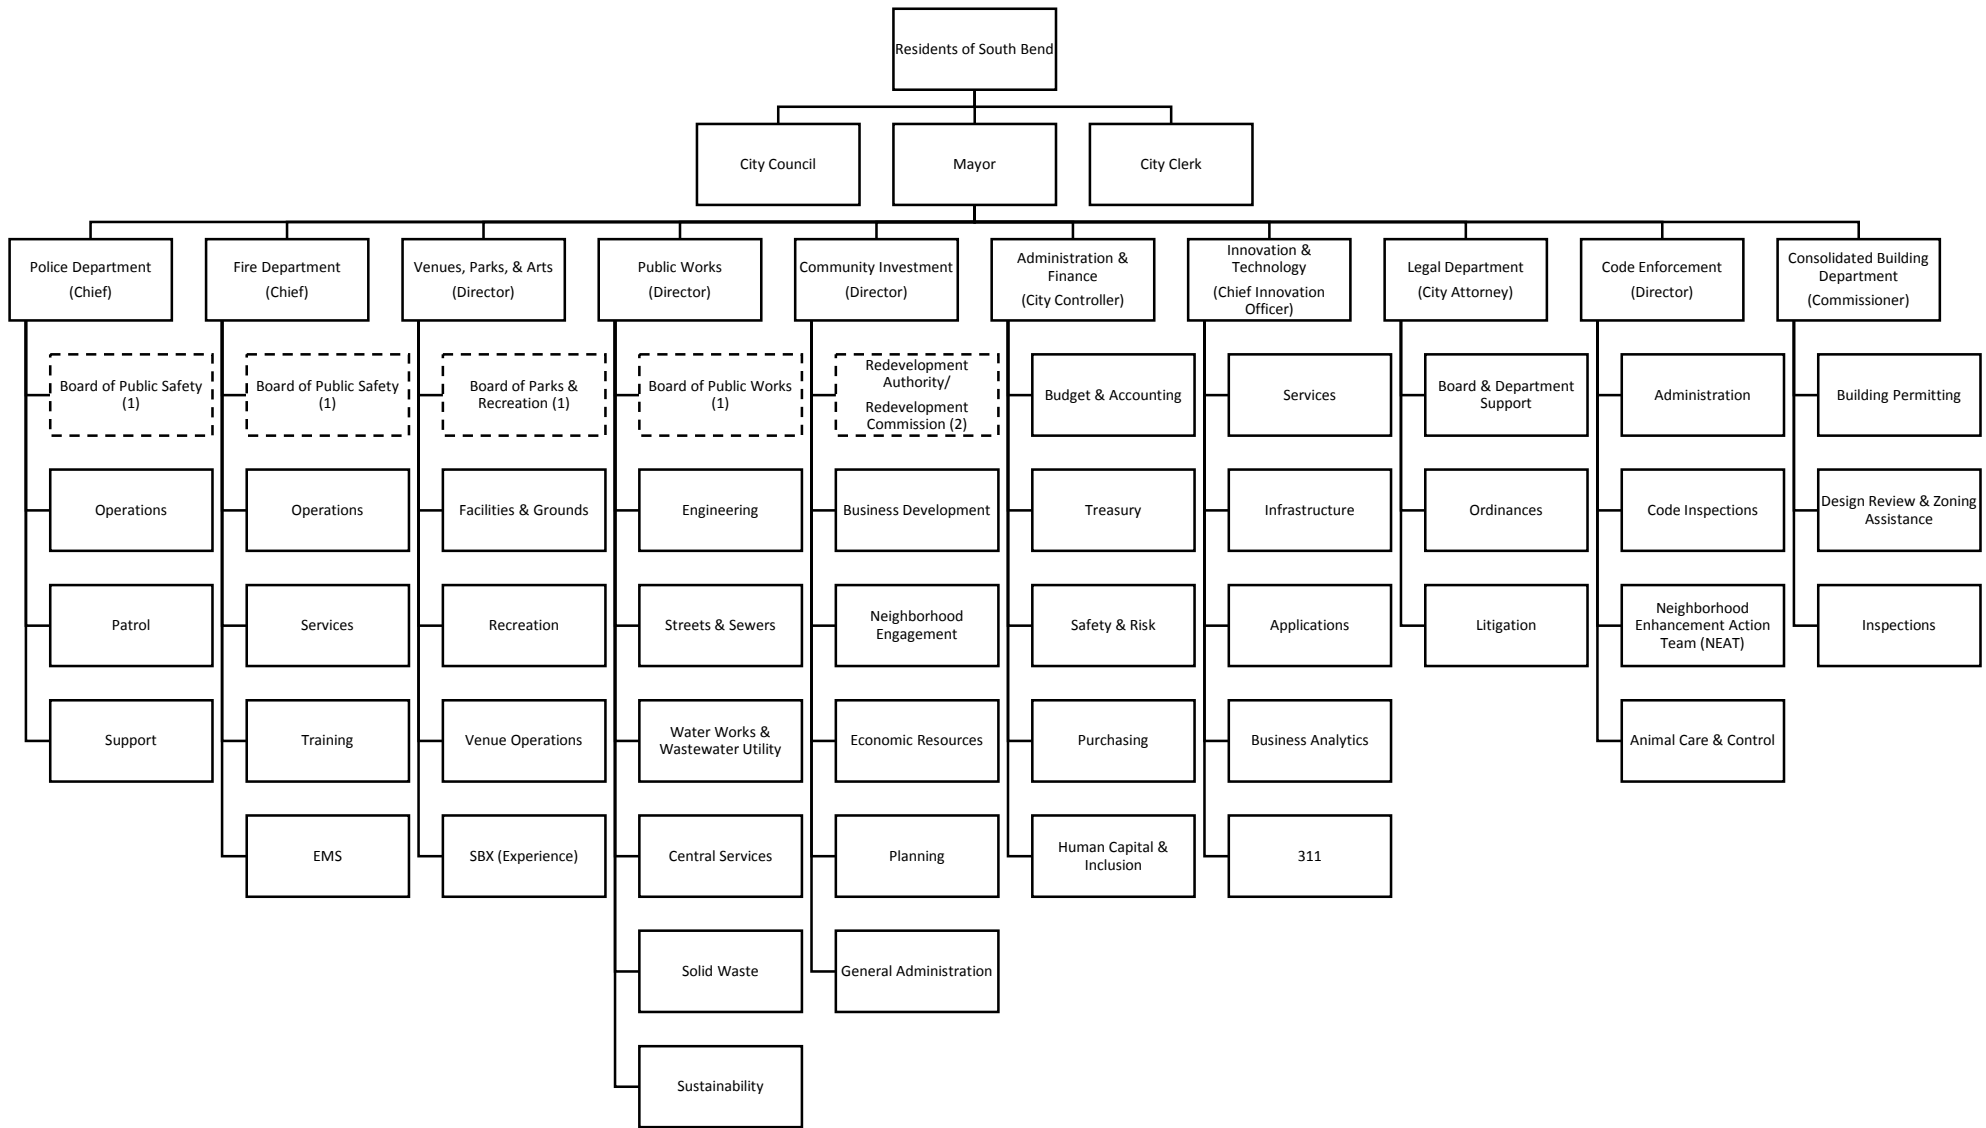 Residents of South Bend
City Council
Mayor
City Clerk
Police Department
(Chief)
Fire Department
(Chief)
Venues, Parks, & Arts
(Director)
Public Works
(Director)
Community Investment
(Director)
Administration &
Finance
(City Controller)
Innovation &
Technology
(Chief Innovation
Officer)
Legal Department
(City Attorney)
Code Enforcement
(Director)
Consolidated Building
Department
(Commissioner)
Board of Public Safety
(1)
Board of Public Safety
(1)
Board of Parks &
Recreation (1)
Board of Public Works
(1)
Redevelopment
Authority/
Redevelopment
Commission (2)
Budget & Accounting
Services
Board & Department
Support
Administration
Building Permitting
Operations
Operations
Facilities & Grounds
Engineering
Business Development
Treasury
Infrastructure
Ordinances
Code Inspections
Design Review & Zoning
Assistance
Patrol
Services
Recreation
Streets & Sewers
Neighborhood
Engagement
Safety & Risk
Applications
Litigation
Neighborhood
Enhancement Action
Team (NEAT)
Inspections
Support
Training
Venue Operations
Water Works &
Wastewater Utility
Economic Resources
Purchasing
Business Analytics
Animal Care & Control
EMS
SBX (Experience)
Central Services
Planning
Human Capital &
Inclusion
311
Solid Waste
General Administration
Sustainability